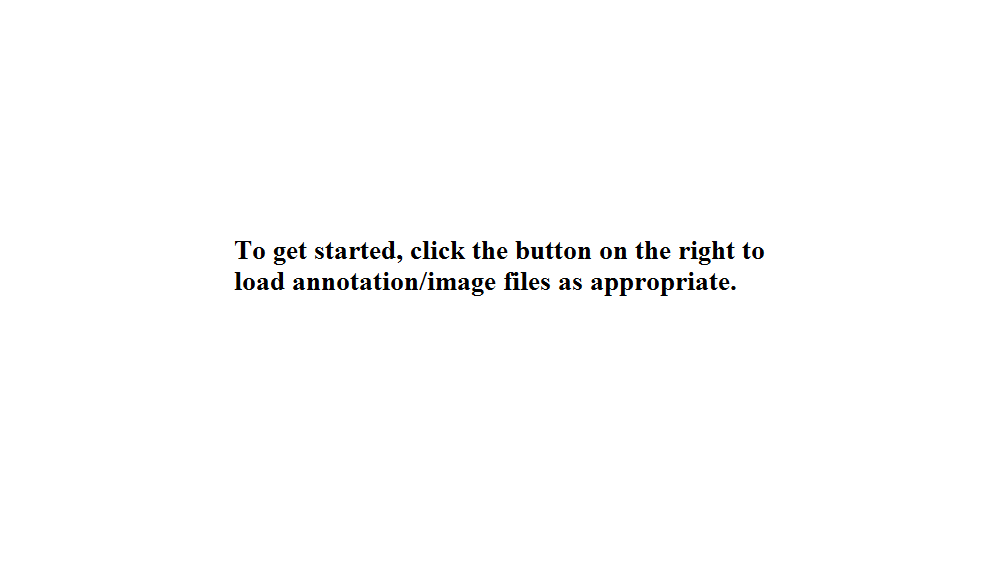 To get started, click the button on the right to
load annotation/image files as appropriate.